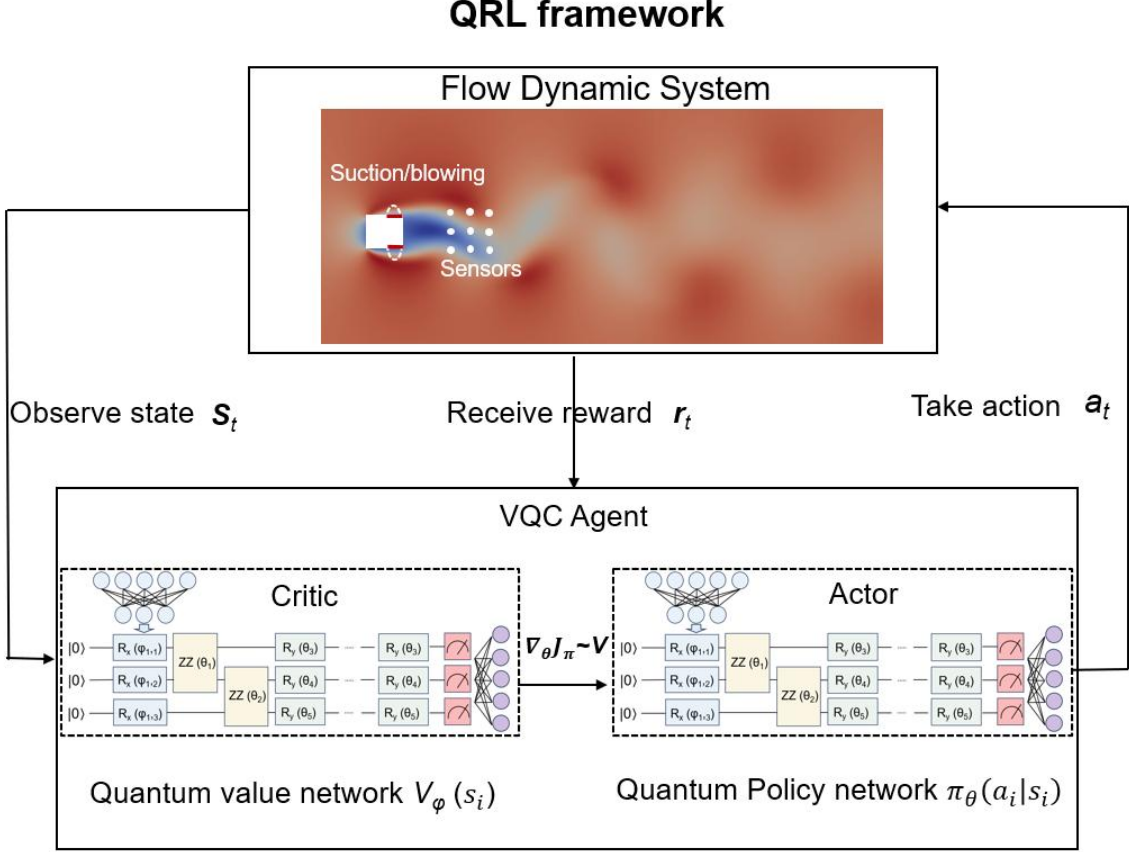 QRL framework
Flow Dynamic System
Suction/blowing
Sensors
Observe state S_t
Receive reward r_t
Take action a_t
VQC Agent
Critic
|0⟩ R_x (φ_1,1) ZZ (θ_1) R_y (θ_3) R_y (θ_3)
|0⟩ R_x (φ_1,2) ZZ (θ_2) R_y (θ_4) R_y (θ_4)
|0⟩ R_x (φ_1,3) R_y (θ_5) R_y (θ_5)
∇_θJ_π~V
Actor
|0⟩ R_x (φ_1,1) ZZ (θ_1) R_y (θ_3) R_y (θ_3)
|0⟩ R_x (φ_1,2) ZZ (θ_2) R_y (θ_4) R_y (θ_4)
|0⟩ R_x (φ_1,3) R_y (θ_5) R_y (θ_5)
Quantum value network V_φ (s_i)
Quantum Policy network π_θ(a_i|s_i)